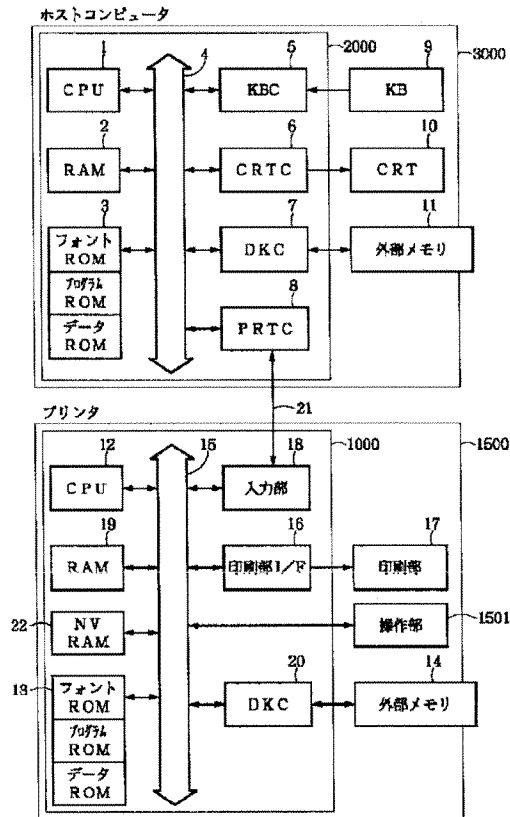 ホストコンピュータ
1
4
5
2000
9
3000
CPU
KBC
KB
2
6
10
RAM
CRTC
CRT
3
7
11
フォント
ROM
DKC
外部メモリ
プログラム
ROM
8
データ
ROM
PRTC
21
プリンタ
12
15
18
1000
1500
CPU
入力部
19
16
17
RAM
印刷部I/F
印刷部
22
NV
RAM
操作部
1501
13
20
14
フォント
ROM
DKC
外部メモリ
プログラム
ROM
データ
ROM